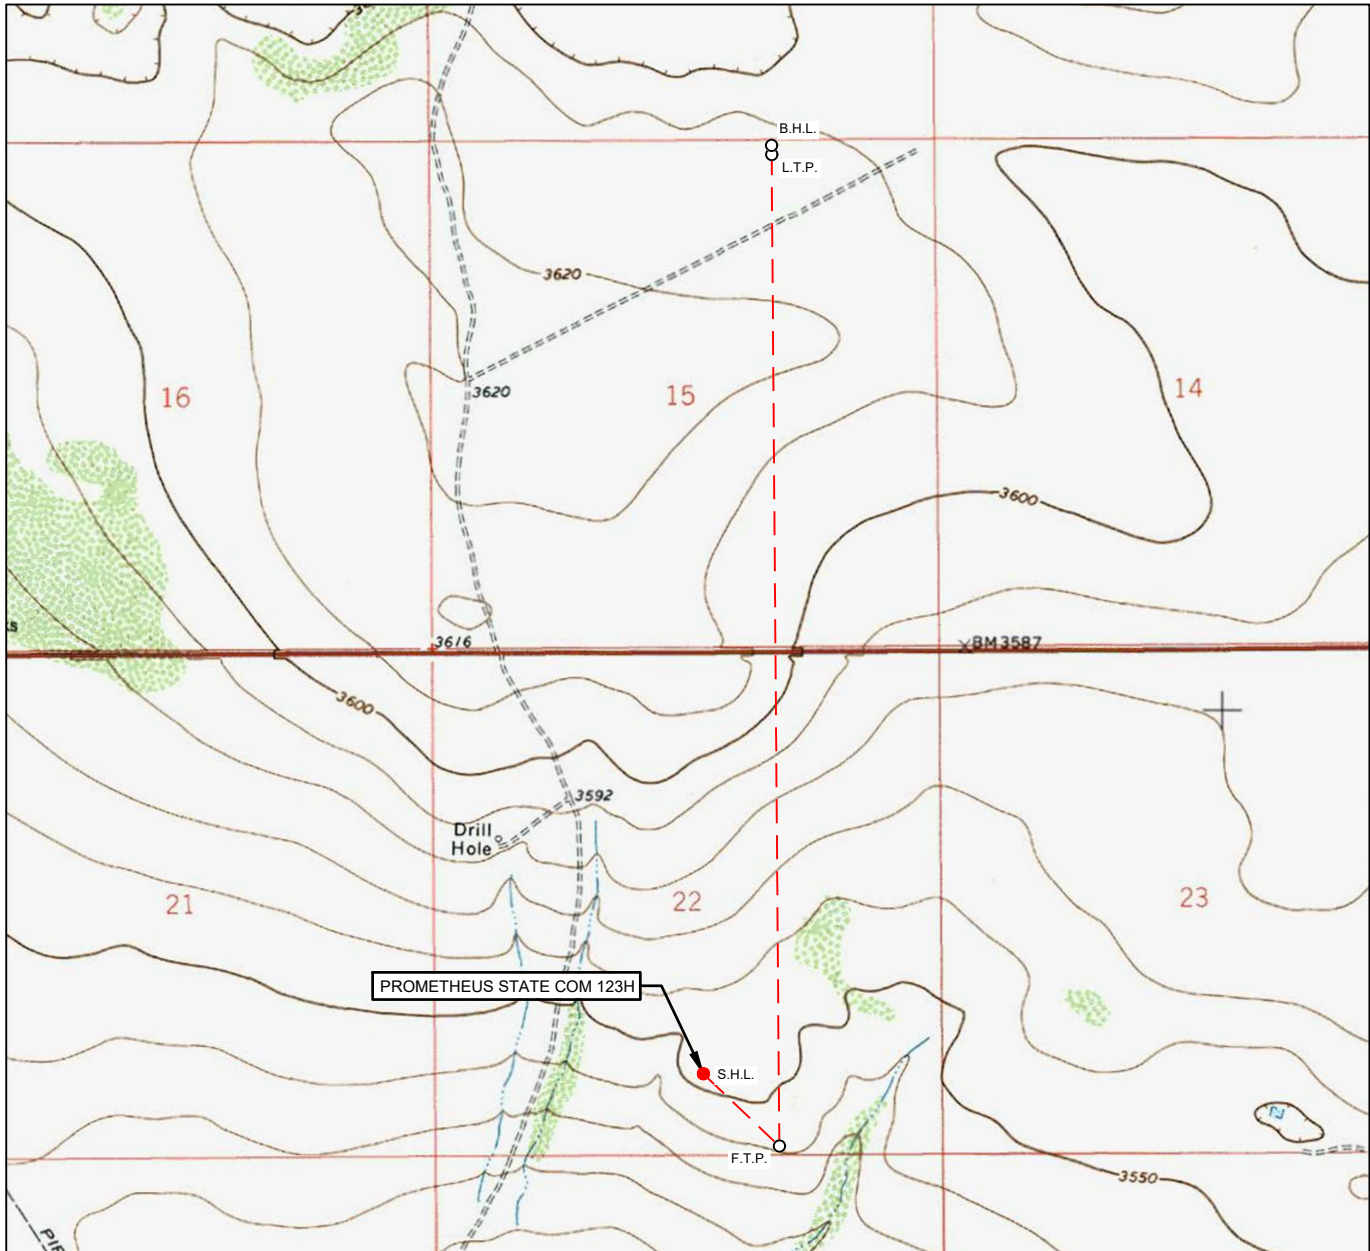 B.H.L.
L.T.P.
3620
16
3620
15
14
3600
3616
BM3587
3600
3592
Drill
Hole
21
22
23
PROMETHEUS STATE COM 123H
S.H.L.
F.T.P.
3550